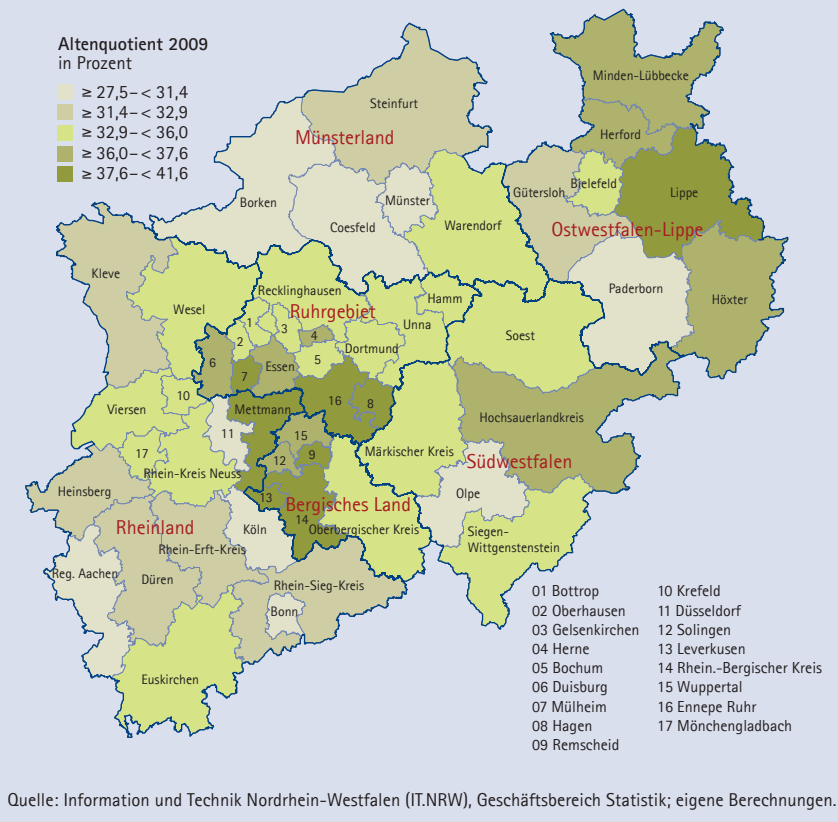 Altenquotient 2009
in Prozent
≥ 27,5 – < 31,4
≥ 31,4 – < 32,9
≥ 32,9 – < 36,0
≥ 36,0 – < 37,6
≥ 37,6 – < 41,6
Minden-Lübbecke
Steinfurt
Herford
Münsterland
Bielefeld
Gütersloh
Lippe
Borken
Münster
Coesfeld
Warendorf
Ostwestfalen-Lippe
Kleve
Paderborn
Höxter
Recklinghausen
Wesel
Ruhrgebiet
Hamm
1
3
Unna
4
Soest
2
Dortmund
5
6
Essen
7
10
16
8
Viersen
Mettmann
Hochsauerlandkreis
11
15
17
Märkischer Kreis
12
9
Südwestfalen
Rhein-Kreis Neuss
Heinsberg
13
Olpe
Bergisches Land
14
Rheinland
Köln
Oberbergischer Kreis
Siegen-
Wittgenstenstein
Rhein-Erft-Kreis
Reg. Aachen
Düren
Rhein-Sieg-Kreis
Bonn
Euskirchen
01 Bottrop
02 Oberhausen
03 Gelsenkirchen
04 Herne
05 Bochum
06 Duisburg
07 Mülheim
08 Hagen
09 Remscheid
10 Krefeld
11 Düsseldorf
12 Solingen
13 Leverkusen
14 Rhein.-Bergischer Kreis
15 Wuppertal
16 Ennepe Ruhr
17 Mönchengladbach
Quelle: Information und Technik Nordrhein-Westfalen (IT.NRW), Geschäftsbereich Statistik; eigene Berechnungen.